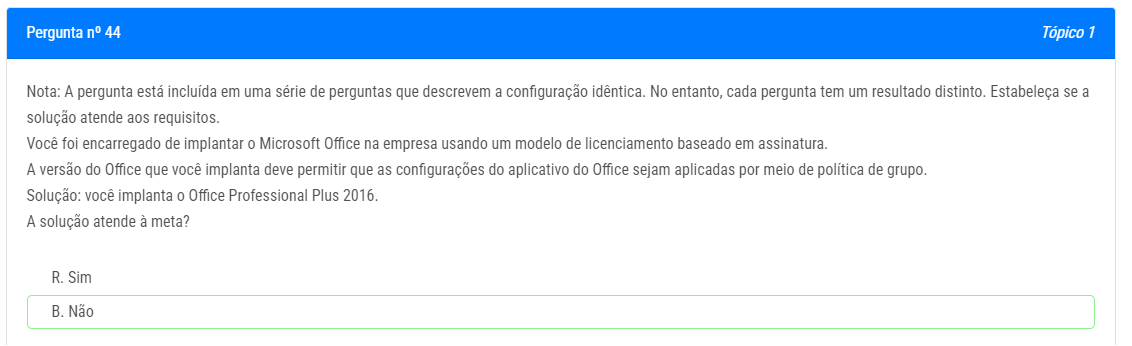 Pergunta nº 44
Tópico 1
Nota: A pergunta está incluída em uma série de perguntas que descrevem a configuração idêntica. No entanto, cada pergunta tem um resultado distinto. Estabeleça se a
solução atende aos requisitos.
Você foi encarregado de implantar o Microsoft Office na empresa usando um modelo de licenciamento baseado em assinatura.
A versão do Office que você implanta deve permitir que as configurações do aplicativo do Office sejam aplicadas por meio de política de grupo.
Solução: você implanta o Office Professional Plus 2016.
A solução atende à meta?
R. Sim
B. Não